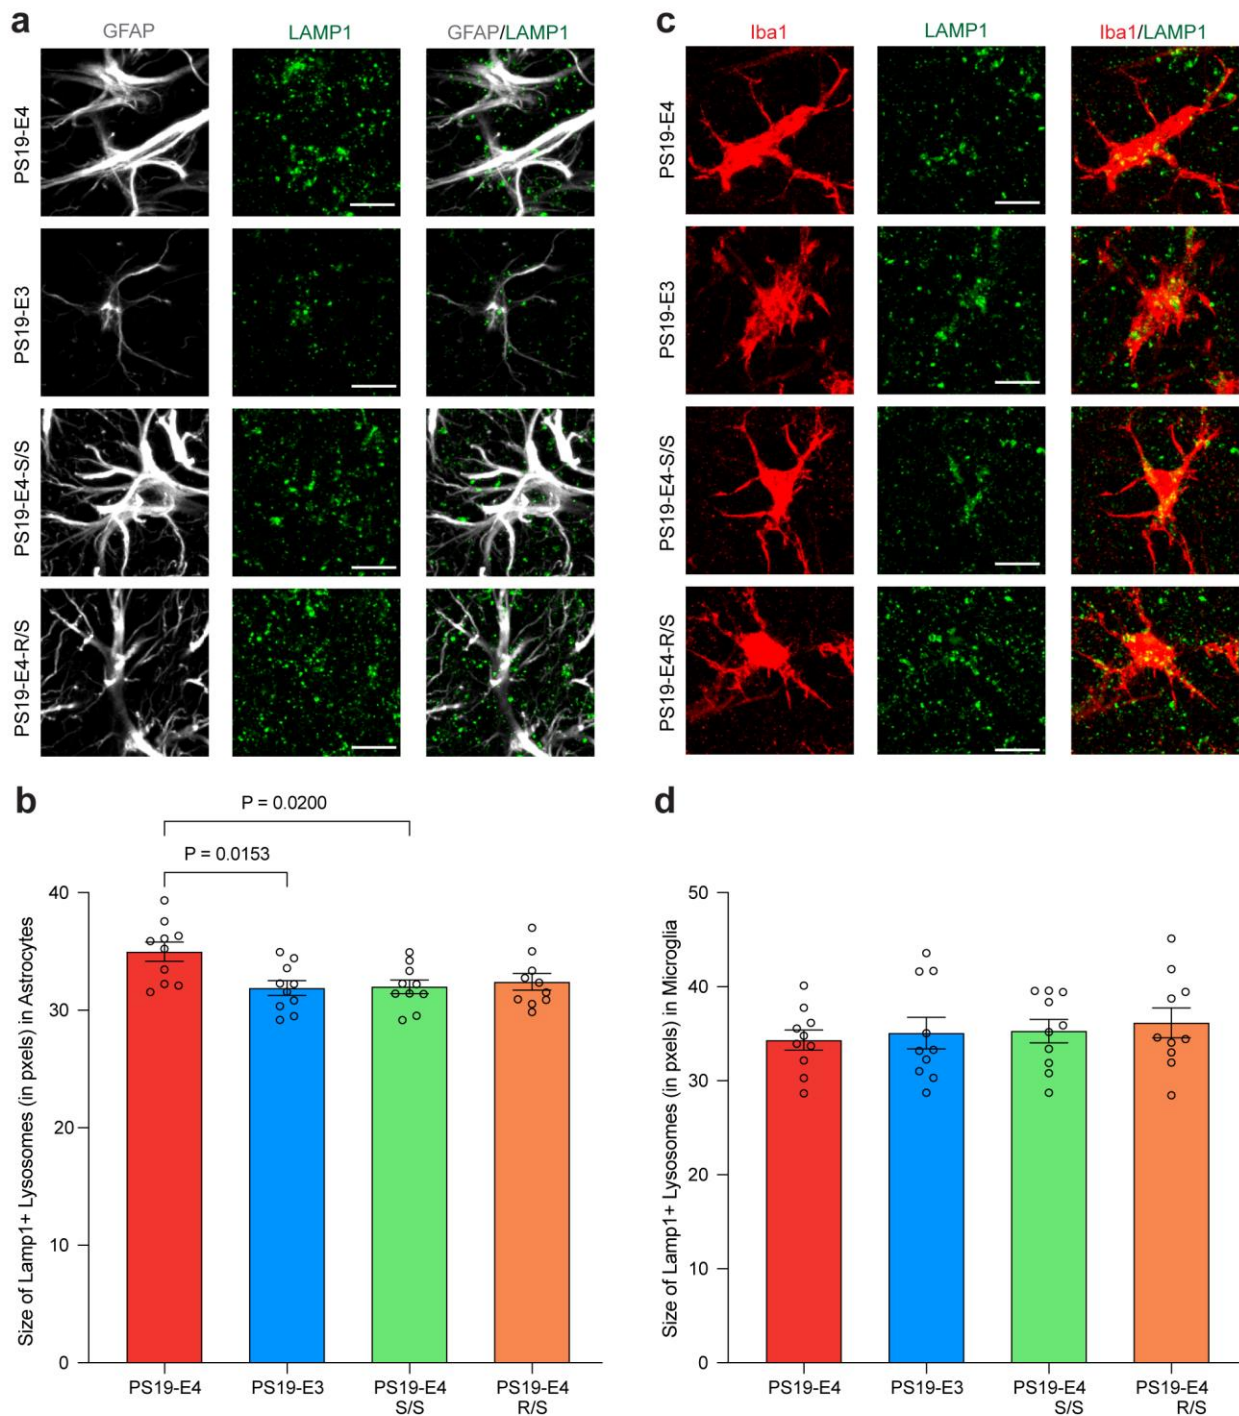 a
GFAP
LAMP1
GFAP/LAMP1
PS19-E4
PS19-E3
PS19-E4-S/S
PS19-E4-R/S
c
Iba1
LAMP1
Iba1/LAMP1
PS19-E4
PS19-E3
PS19-E4-S/S
PS19-E4-R/S
b
P = 0.0200
P = 0.0153
Size of Lamp1+ Lysosomes (in pxels) in Astrocytes
40
30
20
10
0
PS19-E4
PS19-E3
PS19-E4
S/S
PS19-E4
R/S
d
Size of Lamp1+ Lysosomes (in pxels) in Microglia
50
40
30
20
10
0
PS19-E4
PS19-E3
PS19-E4
S/S
PS19-E4
R/S